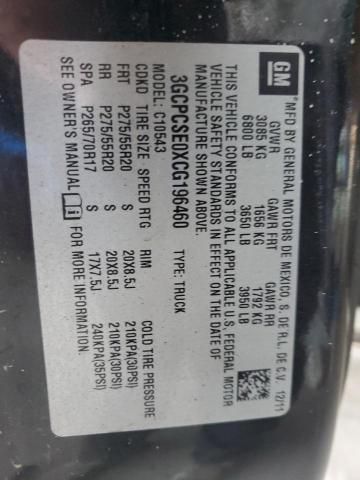 GM
MFD BY GENERAL MOTORS DE MEXICO, S. DE R.L. DE C.V. 12/11
GVWR GAWR FRT GAWR RR
3085 KG 1656 KG 1792 KG
6800 LB 3650 LB 3950 LB
THIS VEHICLE CONFORMS TO ALL APPLICABLE U.S. FEDERAL MOTOR
VEHICLE SAFETY STANDARDS IN EFFECT ON THE DATE OF
MANUFACTURE SHOWN ABOVE.
3GCPCSE0XCG196460 TYPE: TRUCK
MODEL: C10543
CDKD TIRE SIZE SPEED RTG RIM COLD TIRE PRESSURE
FRT P275/55R20 S 20X8.5J 210KPA(30PSI)
RR P275/55R20 S 20X8.5J 210KPA(30PSI)
SPA P265/70R17 S 17X7.5J 240KPA(35PSI)
SEE OWNER'S MANUAL FOR MORE INFORMATION.